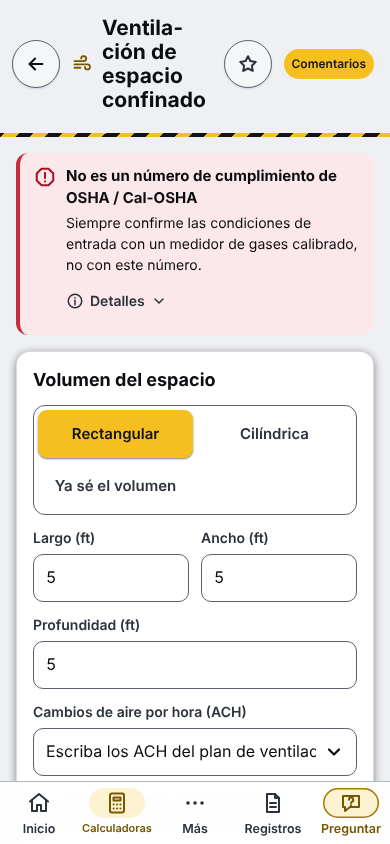 Ventila-
ción de
espacio
confinado
Comentarios
No es un número de cumplimiento de
OSHA / Cal-OSHA
Siempre confirme las condiciones de
entrada con un medidor de gases calibrado,
no con este número.
Detalles
Volumen del espacio
Rectangular
Cilíndrica
Ya sé el volumen
Largo (ft)
Ancho (ft)
5
5
Profundidad (ft)
5
Cambios de aire por hora (ACH)
Escriba los ACH del plan de ventilac
Inicio
Calculadoras
Más
Registros
Preguntar